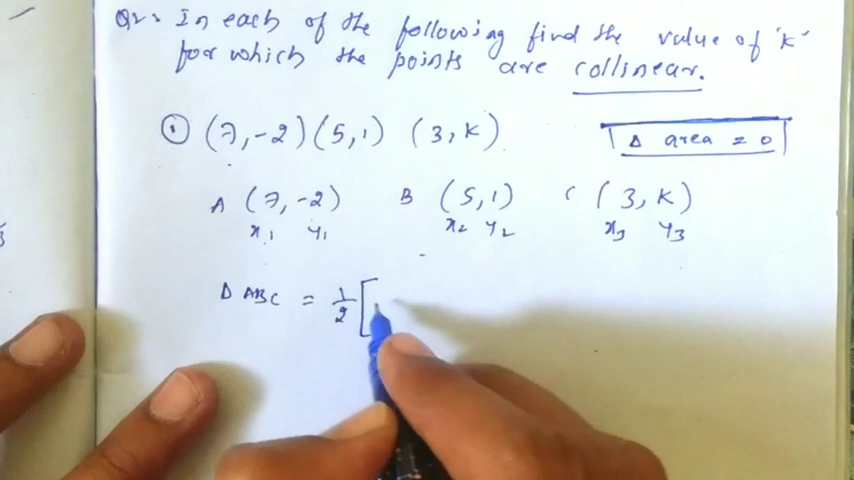 Q2: In each of the following find the value of 'K'
for which the points are collinear.
① (7,-2) (5,1) (3,K)
Δ area = 0
A (7,-2) B (5,1) C (3,K)
x1 y1 x2 y2 x3 y3
Δ ABC = 1/2 [